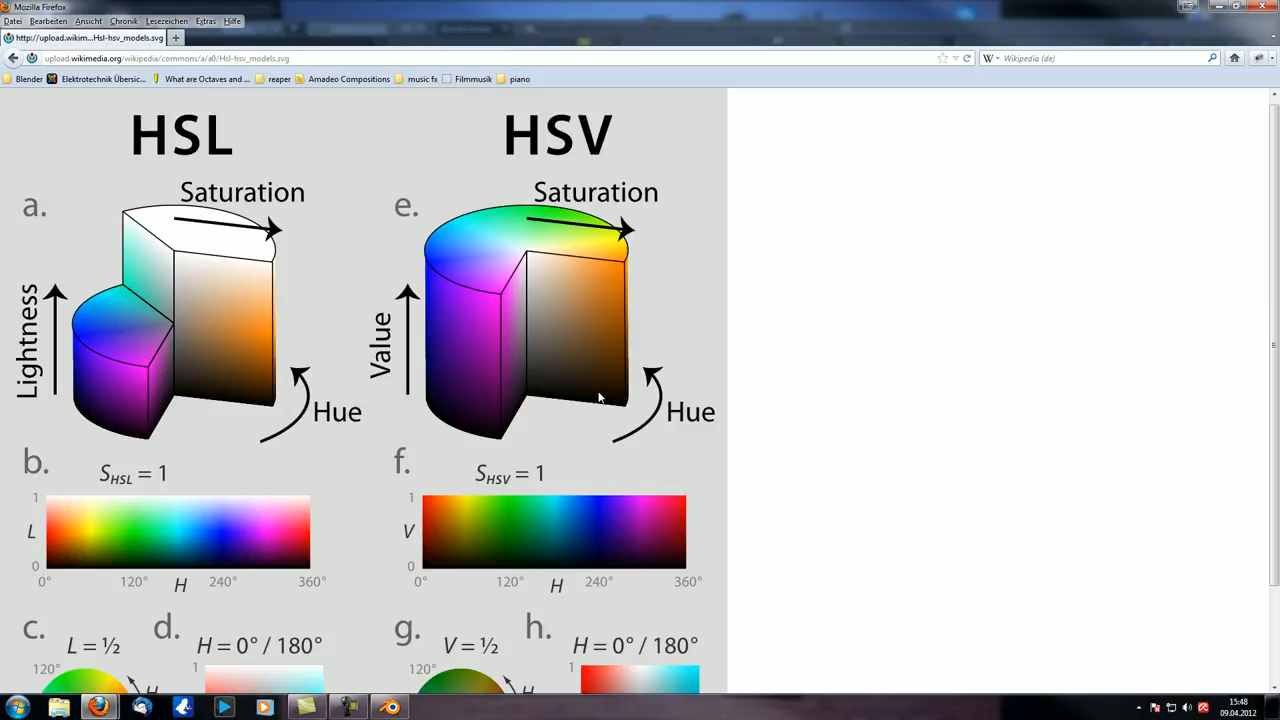 Mozilla Firefox
Datei Bearbeiten Ansicht Chronik Extras Hilfe
http://upload.wikim...Hsl-hsv_models.svg
upload.wikimedia.org/wikipedia/commons/a/a0/Hsl-hsv_models.svg
Wikipedia (de)
Blender Elektrotechnik Übersic... What are Octaves and ... reaper Amadeo Compositions music fx Filmmusik piano
HSL HSV
Saturation Saturation
a. e.
Lightness Value
Hue Hue
b. f.
S_HSL = 1 S_HSV = 1
1 1
L V
0 0
0° 120° 240° 360° 0° 120° 240° 360°
H H
c. d. g. h.
L = ½ H = 0° / 180° V = ½ H = 0° / 180°
120° 1 120° 1
H H
15:48
09.04.2012